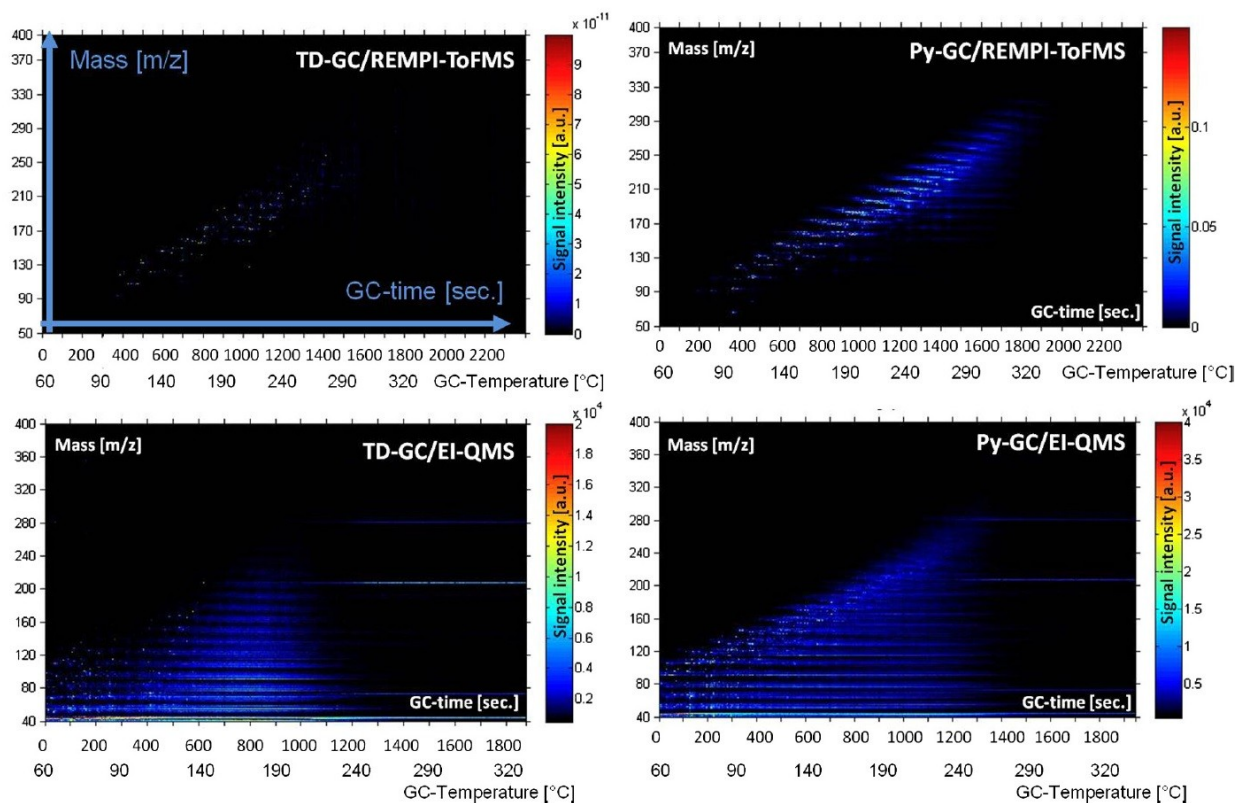 x 10-11
400
370
330
290
250
210
170
130
90
50
Mass [m/z]
TD-GC/REMPI-ToFMS
GC-time [sec.]
9
8
7
6
5
4
3
2
1
0
Signal intensity [a.u.]
0 200 400 600 800 1000 1200 1400 1600 1800 2000 2200
60 90 140 190 240 290 320 GC-Temperature [°C]
400
370
330
290
250
210
170
130
90
50
Mass [m/z]
Py-GC/REMPI-ToFMS
GC-time [sec.]
0.1
0.05
0
Signal intensity [a.u.]
0 200 400 600 800 1000 1200 1400 1600 1800 2000 2200
60 90 140 190 240 290 320 GC-Temperature [°C]
x 10^4
400
360
320
280
240
200
160
120
80
40
Mass [m/z]
TD-GC/EI-QMS
GC-time [sec.]
2
1.8
1.6
1.4
1.2
1
0.8
0.6
0.4
0.2
Signal intensity [a.u.]
0 200 400 600 800 1000 1200 1400 1600 1800
60 90 140 190 240 290 320
GC-Temperature [°C]
x 10^4
400
360
320
280
240
200
160
120
80
40
Mass [m/z]
Py-GC/EI-QMS
GC-time [sec.]
4
3.5
3
2.5
2
1.5
1
0.5
Signal intensity [a.u.]
0 200 400 600 800 1000 1200 1400 1600 1800
60 90 140 190 240 290 320
GC-Temperature [°C]